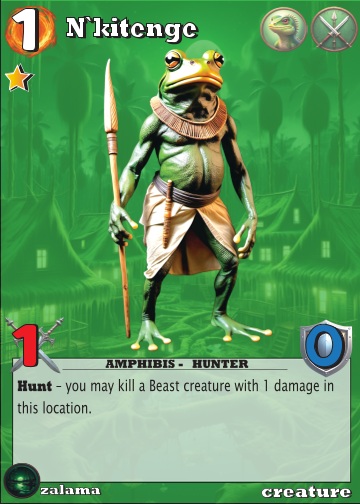 1 N`kitenge
1 0
AMPHIBIS - HUNTER
Hunt - you may kill a Beast creature with 1 damage in
this location.
zalama creature